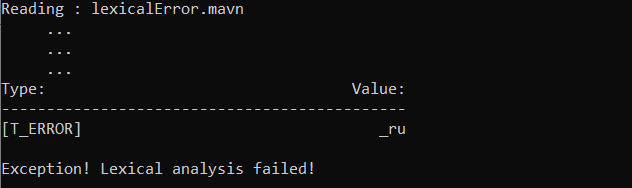 Reading : lexicalError.mavn
...
...
...
Type: Value:
---------------------------------------------
[T_ERROR] _ru
Exception! Lexical analysis failed!